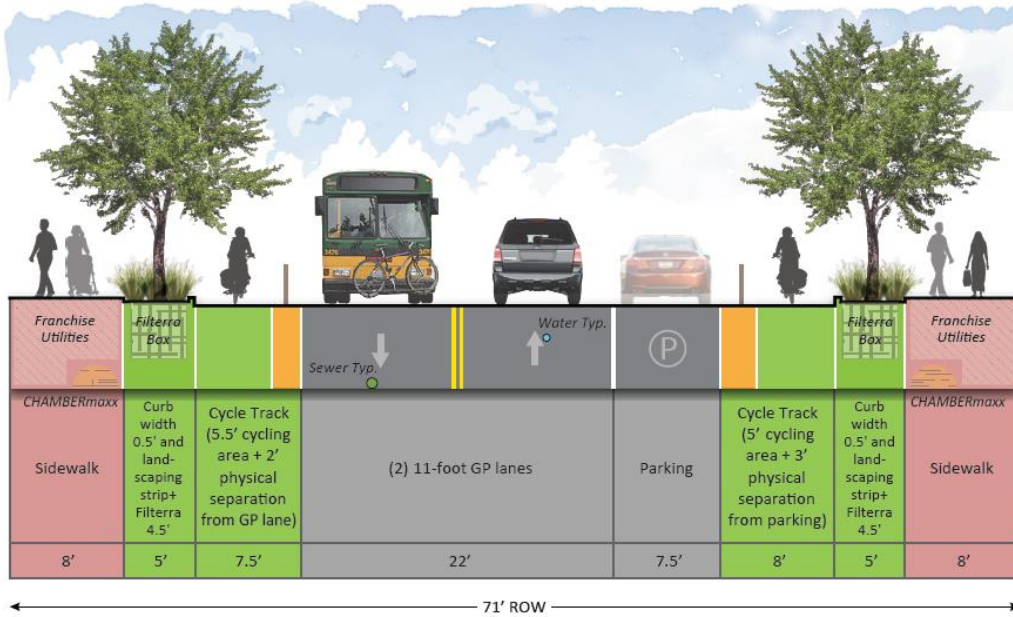 Franchise
Utilities
Filterra
Box
Sewer Typ.
Water Typ.
P
Filterra
Box
Franchise
Utilities
CHAMBERmaxx
Sidewalk
Curb
width
0.5' and
land-
scaping
strip+
Filterra
4.5'
Cycle Track
(5.5' cycling
area + 2'
physical
separation
from GP lane)
(2) 11-foot GP lanes
Parking
Cycle Track
(5' cycling
area + 3'
physical
separation
from parking)
Curb
width
0.5' and
land-
scaping
strip+
Filterra
4.5'
CHAMBERmaxx
Sidewalk
8'
5'
7.5'
22'
7.5'
8'
5'
8'
71' ROW